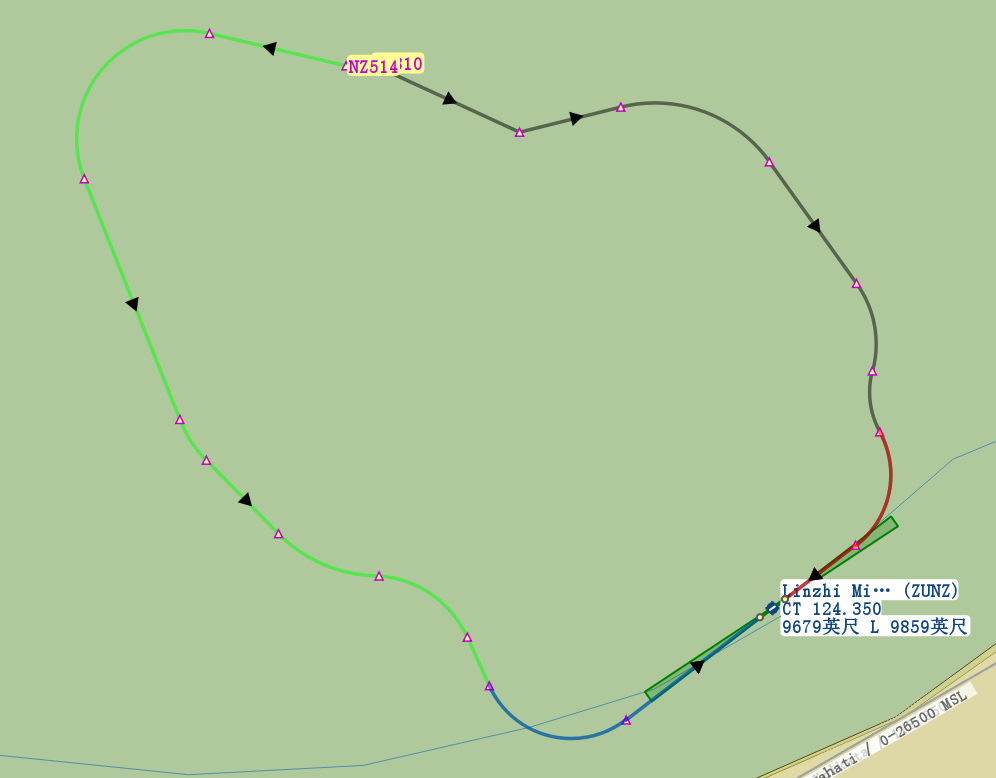 NZ514
310
Linzhi Mi··· (ZUNZ)
CT 124.350
9679英尺 L 9859英尺
/ 0-26500 MSL